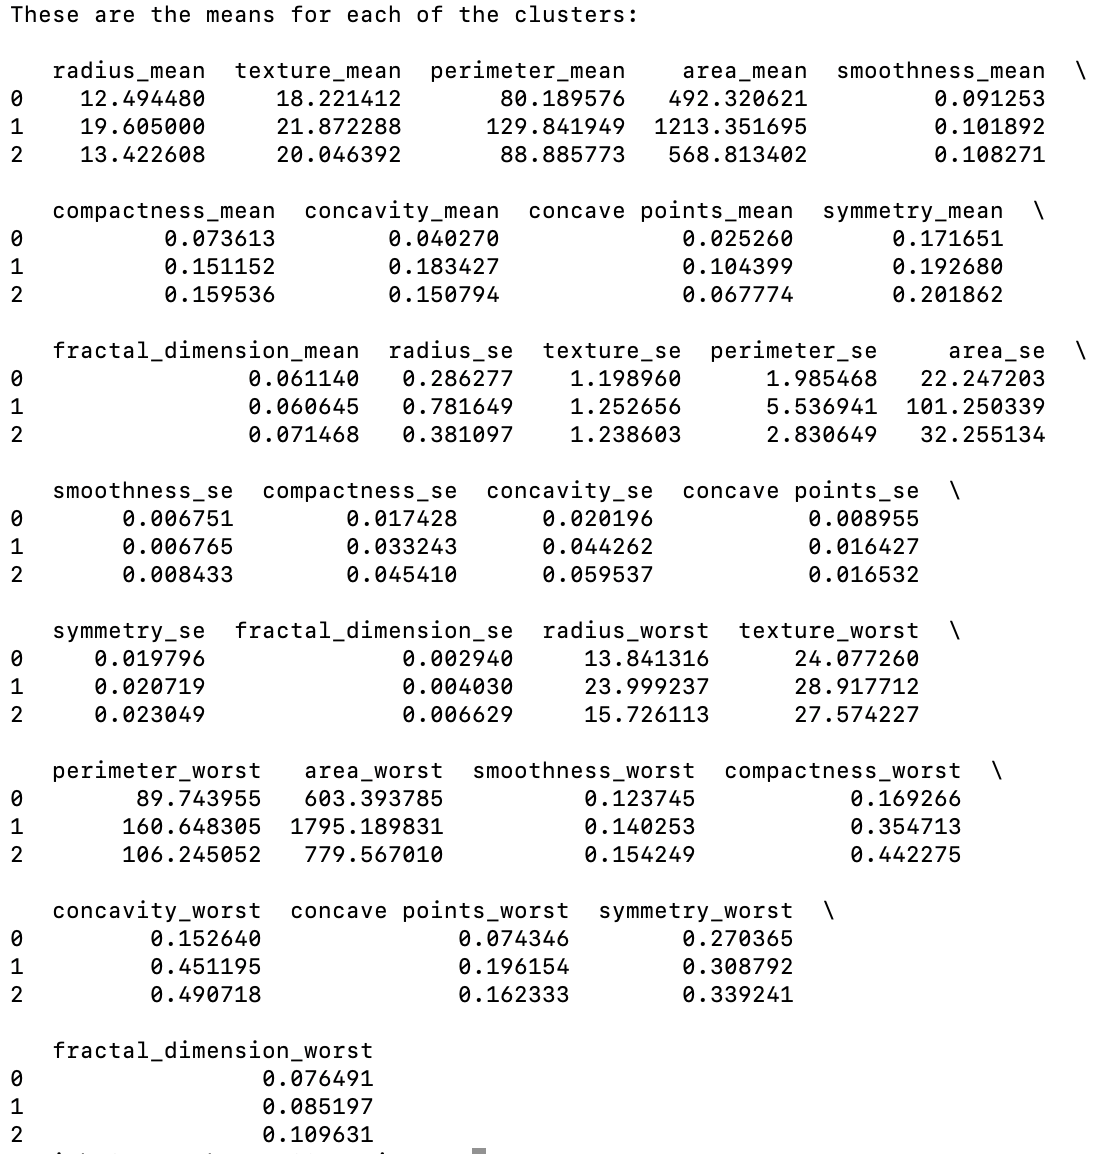 These are the means for each of the clusters:
radius_mean texture_mean perimeter_mean area_mean smoothness_mean \
0 12.494480 18.221412 80.189576 492.320621 0.091253
1 19.605000 21.872288 129.841949 1213.351695 0.101892
2 13.422608 20.046392 88.885773 568.813402 0.108271
compactness_mean concavity_mean concave points_mean symmetry_mean \
0 0.073613 0.040270 0.025260 0.171651
1 0.151152 0.183427 0.104399 0.192680
2 0.159536 0.150794 0.067774 0.201862
fractal_dimension_mean radius_se texture_se perimeter_se area_se \
0 0.061140 0.286277 1.198960 1.985468 22.247203
1 0.060645 0.781649 1.252656 5.536941 101.250339
2 0.071468 0.381097 1.238603 2.830649 32.255134
smoothness_se compactness_se concavity_se concave points_se \
0 0.006751 0.017428 0.020196 0.008955
1 0.006765 0.033243 0.044262 0.016427
2 0.008433 0.045410 0.059537 0.016532
symmetry_se fractal_dimension_se radius_worst texture_worst \
0 0.019796 0.002940 13.841316 24.077260
1 0.020719 0.004030 23.999237 28.917712
2 0.023049 0.006629 15.726113 27.574227
perimeter_worst area_worst smoothness_worst compactness_worst \
0 89.743955 603.393785 0.123745 0.169266
1 160.648305 1795.189831 0.140253 0.354713
2 106.245052 779.567010 0.154249 0.442275
concavity_worst concave points_worst symmetry_worst \
0 0.152640 0.074346 0.270365
1 0.451195 0.196154 0.308792
2 0.490718 0.162333 0.339241
fractal_dimension_worst
0 0.076491
1 0.085197
2 0.109631